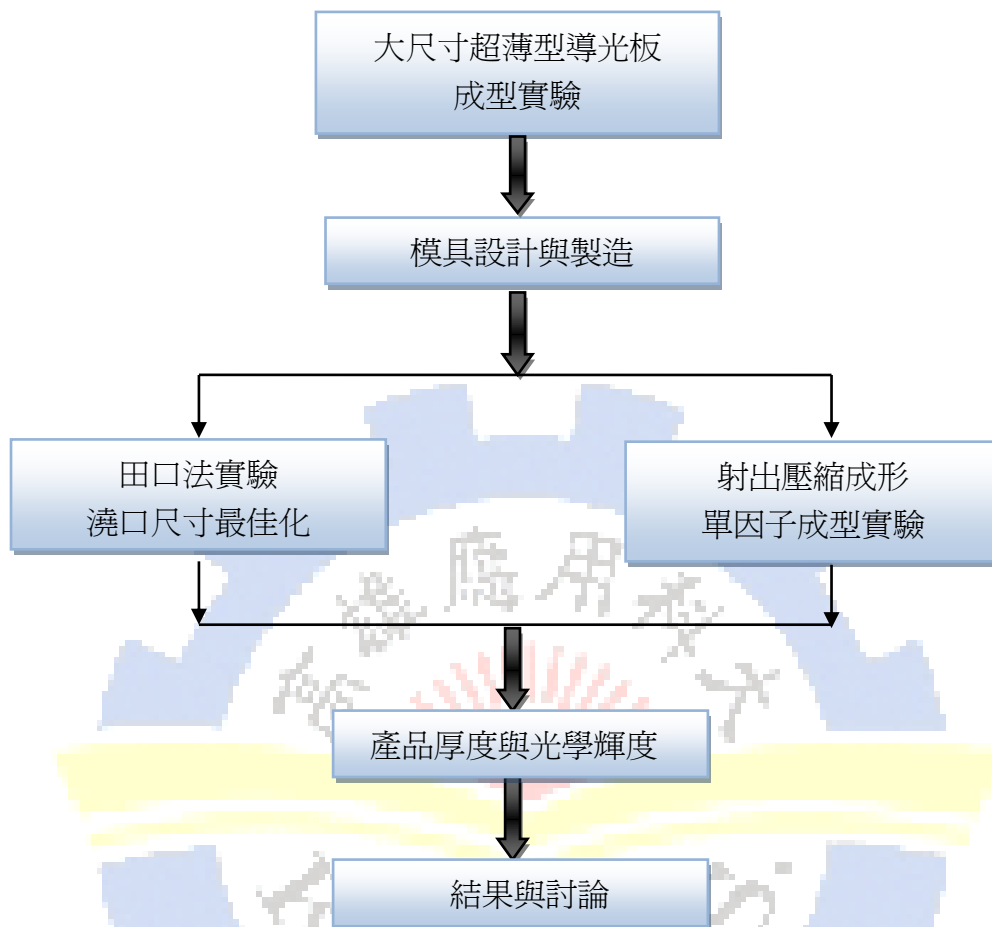 大尺寸超薄型導光板
成型實驗
模具設計與製造
田口法實驗
澆口尺寸最佳化
射出壓縮成形
單因子成型實驗
產品厚度與光學輝度
結果與討論